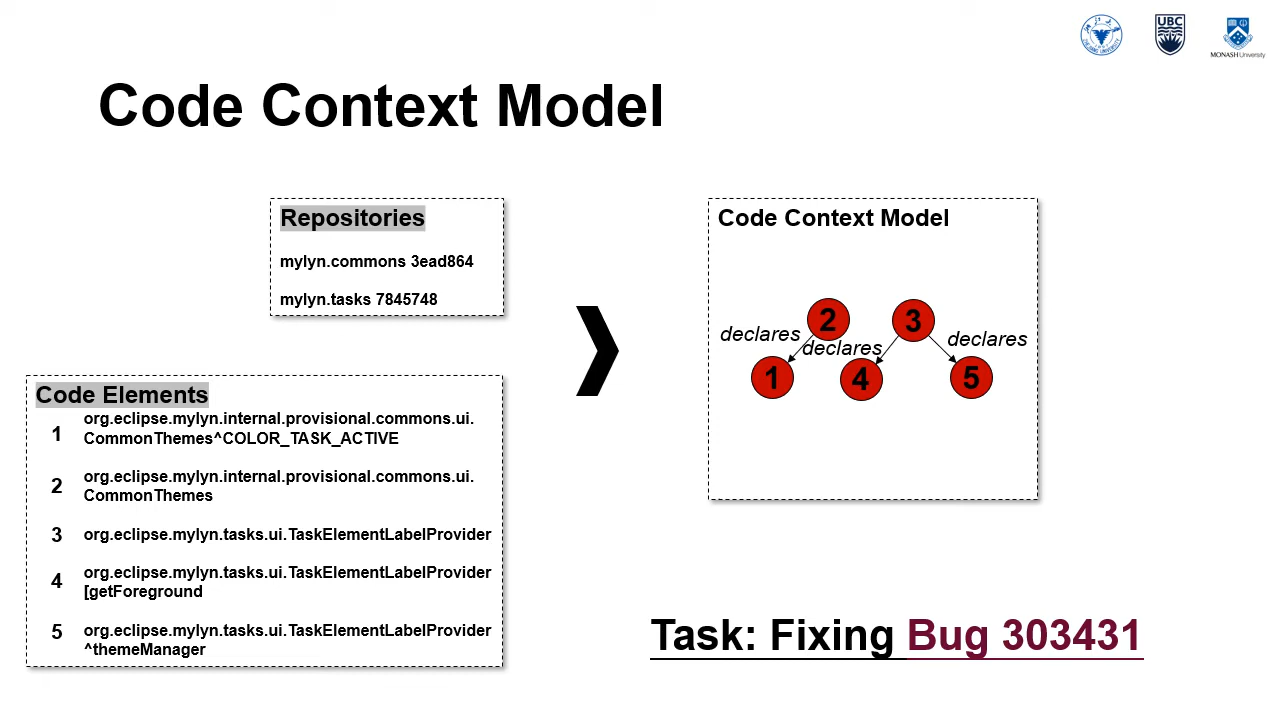 UBC
MONASH University
Code Context Model
Repositories
mylyn.commons 3ead864
mylyn.tasks 7845748
Code Elements
1 org.eclipse.mylyn.internal.provisional.commons.ui.
CommonThemes^COLOR_TASK_ACTIVE
2 org.eclipse.mylyn.internal.provisional.commons.ui.
CommonThemes
3 org.eclipse.mylyn.tasks.ui.TaskElementLabelProvider
4 org.eclipse.mylyn.tasks.ui.TaskElementLabelProvider
[getForeground
5 org.eclipse.mylyn.tasks.ui.TaskElementLabelProvider
^themeManager
Code Context Model
2 3
declares declares declares
1 4 5
Task: Fixing Bug 303431